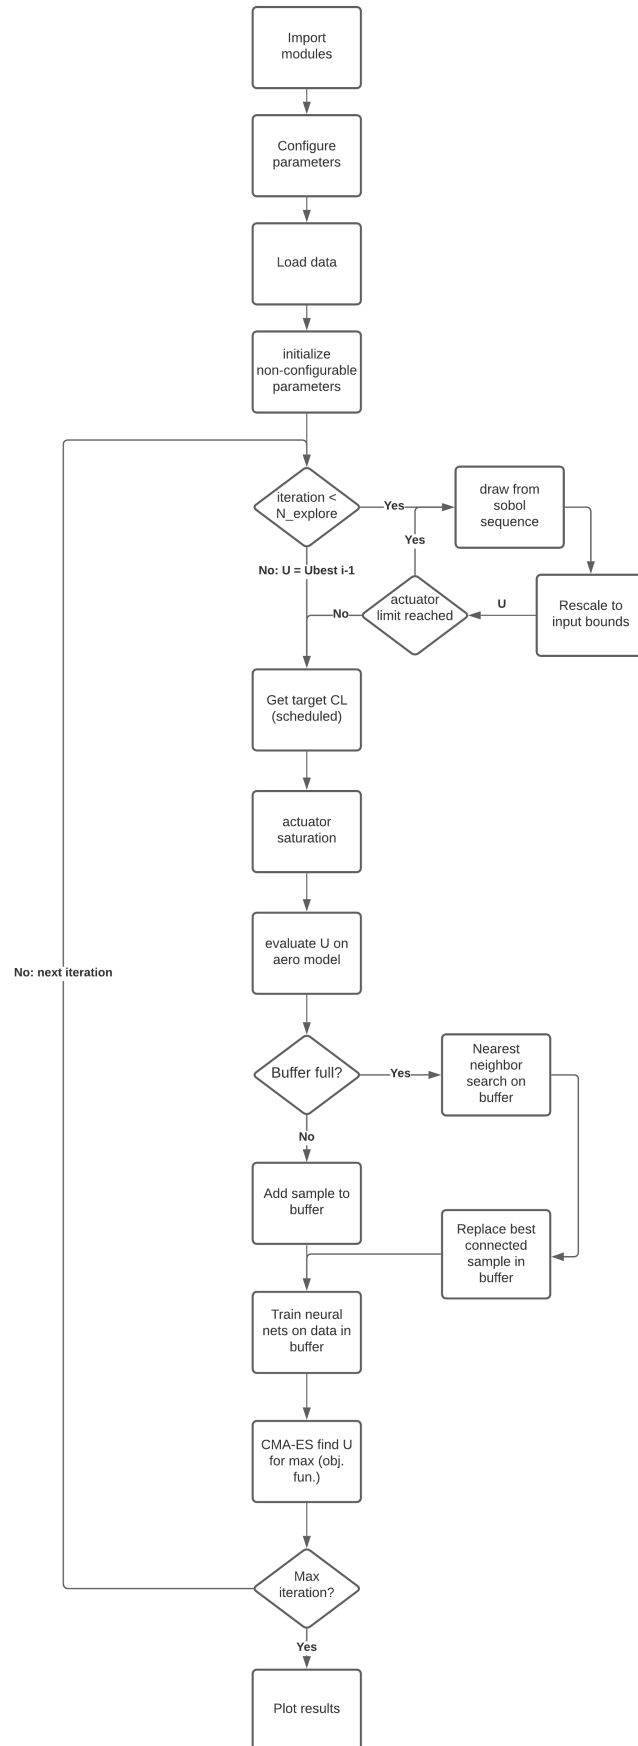 Import
modules
Configure
parameters
Load data
initialize
non-configurable
parameters
iteration <
N_explore
Yes
draw from
sobol
sequence
Yes
No: U = Ubest i-1
actuator
limit reached
No
U
Rescale to
input bounds
Get target CL
(scheduled)
actuator
saturation
evaluate U on
aero model
No: next iteration
Buffer full?
Yes
Nearest
neighbor
search on
buffer
No
Add sample to
buffer
Replace best
connected
sample in
buffer
Train neural
nets on data in
buffer
CMA-ES find U
for max (obj.
fun.)
Max
iteration?
Yes
Plot results